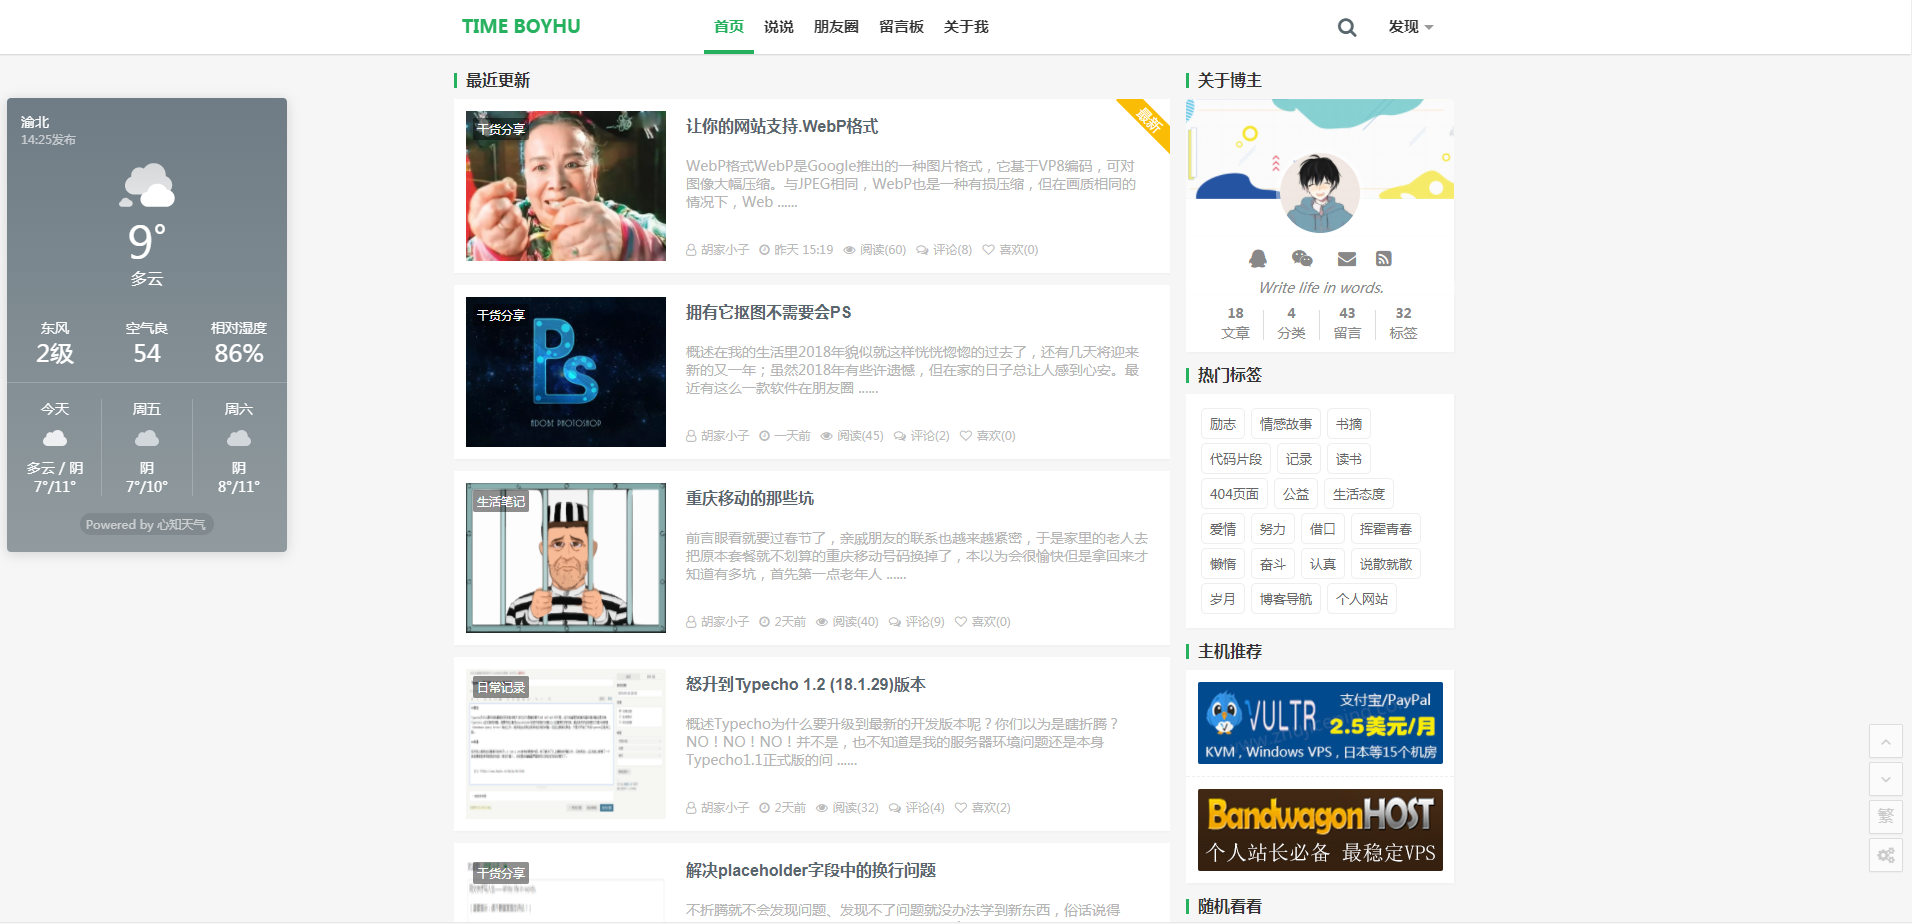 TIME BOYHU
首页 说说 朋友圈 留言板 关于我
发现
渝北
14:25发布
9°
多云
东风 空气良 相对湿度
2级 54 86%
今天 周五 周六
多云 / 阴 阴 阴
7°/11° 7°/10° 8°/11°
Powered by 心知天气
最近更新
干货分享
最新
让你的网站支持.WebP格式
WebP格式WebP是Google推出的一种图片格式，它基于VP8编码，可对
图像大幅压缩。与JPEG相同，WebP也是一种有损压缩，但在画质相同的
情况下，Web ......
胡家小子 昨天 15:19 阅读(60) 评论(8) 喜欢(0)
干货分享
Ps
ADOBE PHOTOSHOP
拥有它抠图不需要会PS
概述在我的生活里2018年貌似就这样恍恍惚惚的过去了，还有几天将迎来
新的又一年；虽然2018年有些许遗憾，但在家的日子总让人感到心安。最
近有这么一款软件在朋友圈 ......
胡家小子 一天前 阅读(45) 评论(2) 喜欢(0)
生活笔记
重庆移动的那些坑
前言眼看就要过春节了，亲戚朋友的联系也越来越紧密，于是家里的老人去
把原本套餐就不划算的重庆移动号码换掉了，本以为会很愉快但是拿回来才
知道有多坑，首先第一点老年人 ......
胡家小子 2天前 阅读(40) 评论(9) 喜欢(0)
日常记录
怒升到Typecho 1.2 (18.1.29)版本
概述Typecho为什么要升级到最新的开发版本呢？你们以为是瞎折腾？
NO！NO！NO！并不是，也不知道是我的服务器环境问题还是本身
Typecho1.1正式版的问 ......
胡家小子 2天前 阅读(32) 评论(4) 喜欢(2)
干货分享
解决placeholder字段中的换行问题
不折腾就不会发现问题、发现不了问题就没办法学到新东西，俗话说得
关于博主
Write life in words.
18 4 43 32
文章 分类 留言 标签
热门标签
励志 情感故事 书摘
代码片段 记录 读书
404页面 公益 生活态度
爱情 努力 借口 挥霍青春
懒惰 奋斗 认真 说散就散
岁月 博客导航 个人网站
主机推荐
VULTR 支付宝/PayPal
2.5美元/月
KVM，Windows VPS，日本等15个机房
BandwagonHOST
个人站长必备 最稳定VPS
随机看看
繁